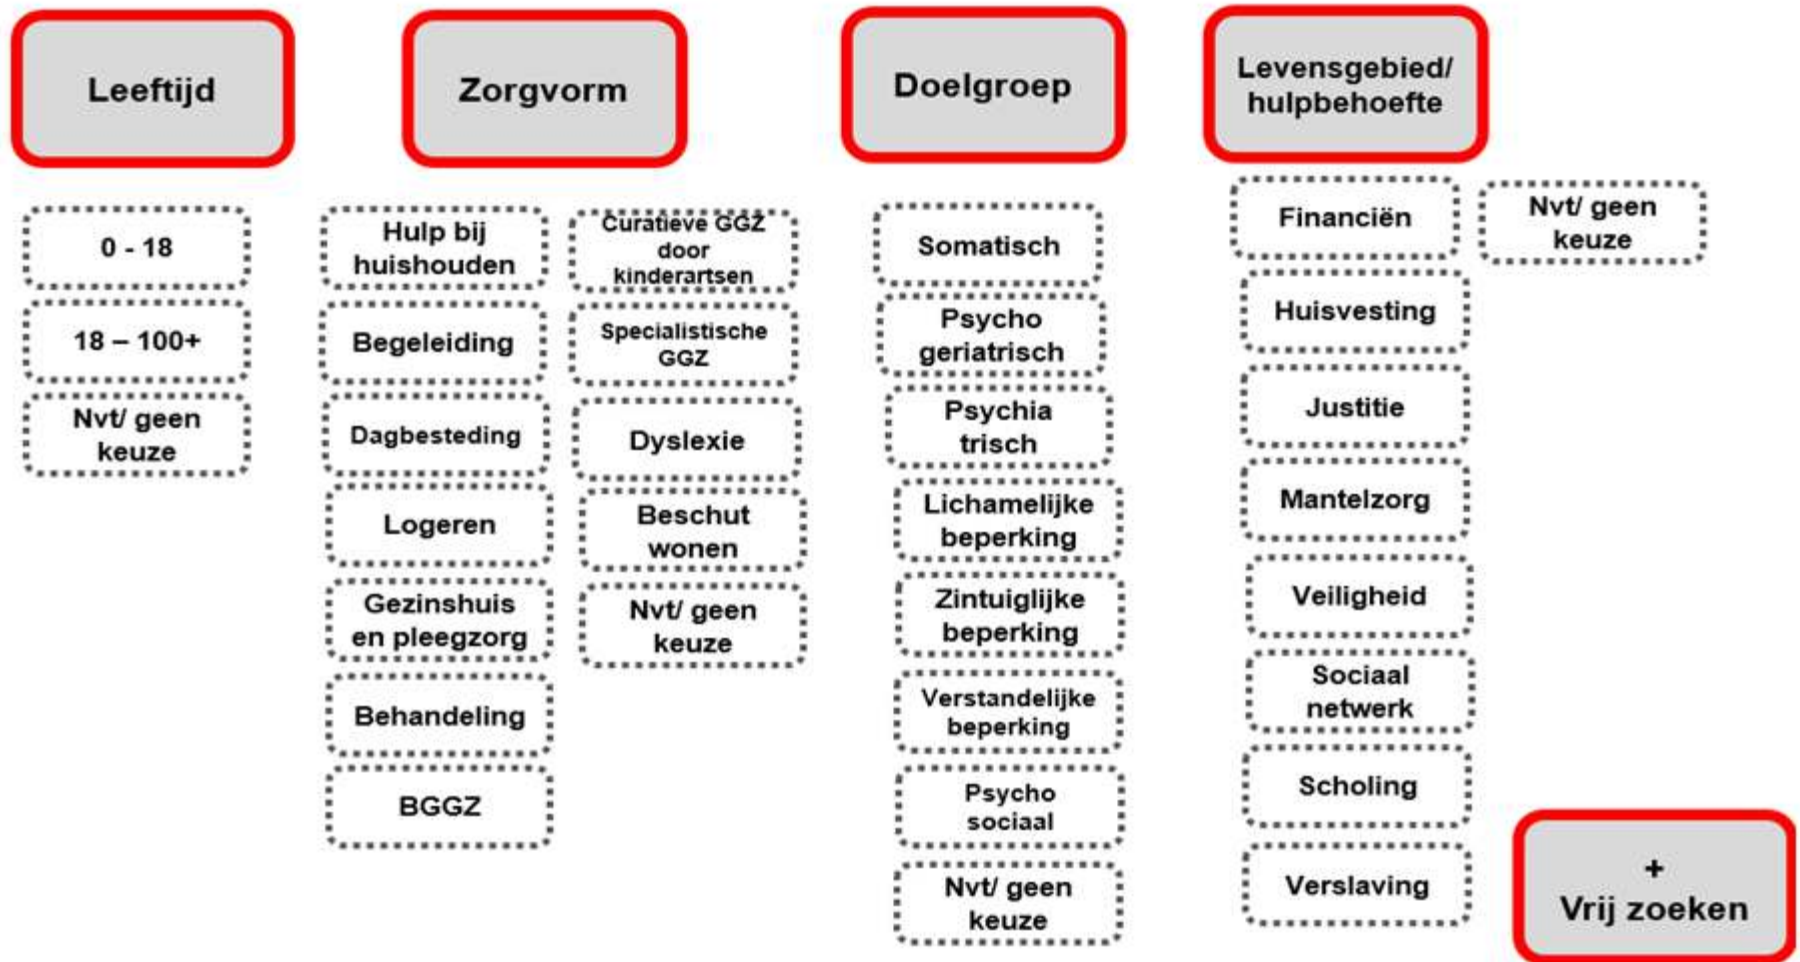 Leeftijd
0 - 18
18 – 100+
Nvt/ geen
keuze
Zorgvorm
Hulp bij
huishouden
Begeleiding
Dagbesteding
Logeren
Gezinshuis
en pleegzorg
Behandeling
BGGZ
Curatieve GGZ
door
kinderartsen
Specialistische
GGZ
Dyslexie
Beschut
wonen
Nvt/ geen
keuze
Doelgroep
Somatisch
Psycho
geriatrisch
Psychia
trisch
Lichamelijke
beperking
Zintuiglijke
beperking
Verstandelijke
beperking
Psycho
sociaal
Nvt/ geen
keuze
Levensgebied/
hulpbehoefte
Financiën
Huisvesting
Justitie
Mantelzorg
Veiligheid
Sociaal
netwerk
Scholing
Verslaving
Nvt/ geen
keuze
+
Vrij zoeken